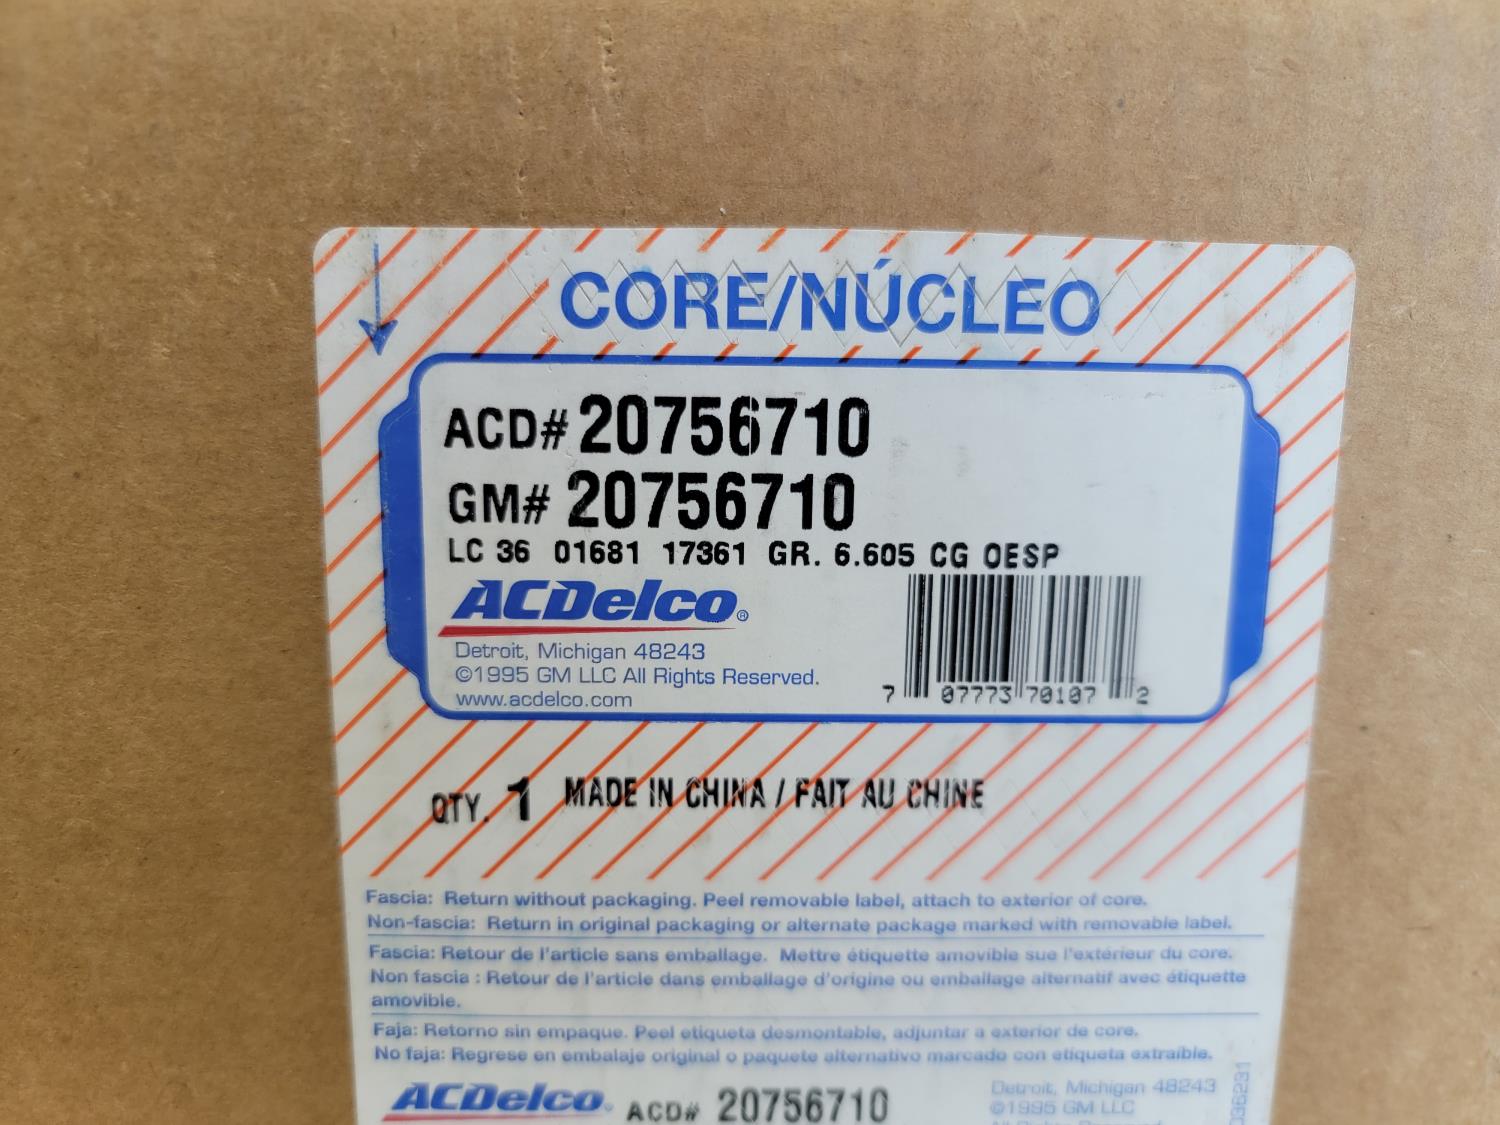 CORE/NÚCLEO
ACD# 20756710
GM# 20756710
LC 36 01681 17361 GR. 6.605 CG OESP
ACDelco®
Detroit, Michigan 48243
©1995 GM LLC All Rights Reserved.
www.acdelco.com
7 07773 70107 2
QTY. 1 MADE IN CHINA / FAIT AU CHINE
Fascia: Return without packaging. Peel removable label, attach to exterior of core.
Non-fascia: Return in original packaging or alternate package marked with removable label.
Fascia: Retour de l'article sans emballage. Mettre étiquette amovible sue l'extérieur du core.
Non fascia : Retour de l'article dans emballage d'origine ou emballage alternatif avec étiquette
amovible.
Faja: Retorno sin empaque. Peel etiqueta desmontable, adjuntar a exterior de core.
No faja: Regrese en embalaje original o paquete alternativo marcado con etiqueta extraíble.
ACDelco® ACD# 20756710
Detroit, Michigan 48243
©1995 GM LLC